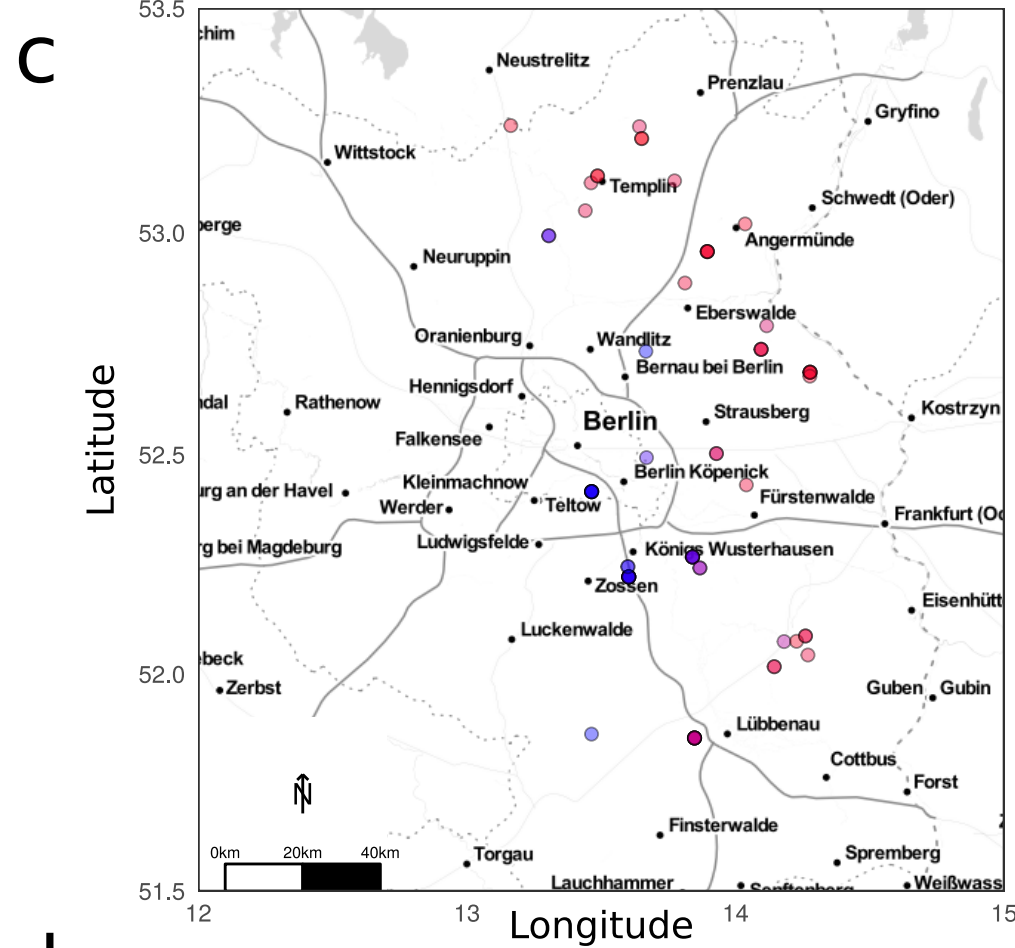 c
53.5
chim
Neustrelitz
Prenzlau
Gryfino
Wittstock
Templin
Schwedt (Oder)
53.0
berge
Angermünde
Neuruppin
Eberswalde
Oranienburg
Wandlitz
Bernau bei Berlin
Hennigsdorf
ndal
Rathenow
Berlin
Strausberg
Kostrzyn
Falkensee
52.5
Berlin Köpenick
urg an der Havel
Kleinmachnow
Fürstenwalde
Werder
Teltow
Frankfurt (Od
rg bei Magdeburg
Ludwigsfelde
Königs Wusterhausen
Zossen
Eisenhütt
Luckenwalde
52.0
ebeck
Zerbst
Guben
Gubin
Lübbenau
Cottbus
Forst
N
Finsterwalde
0km 20km 40km
Torgau
Spremberg
51.5
Lauchhammer
Senftenberg
Weißwass
12 13 14 15
Longitude
Latitude